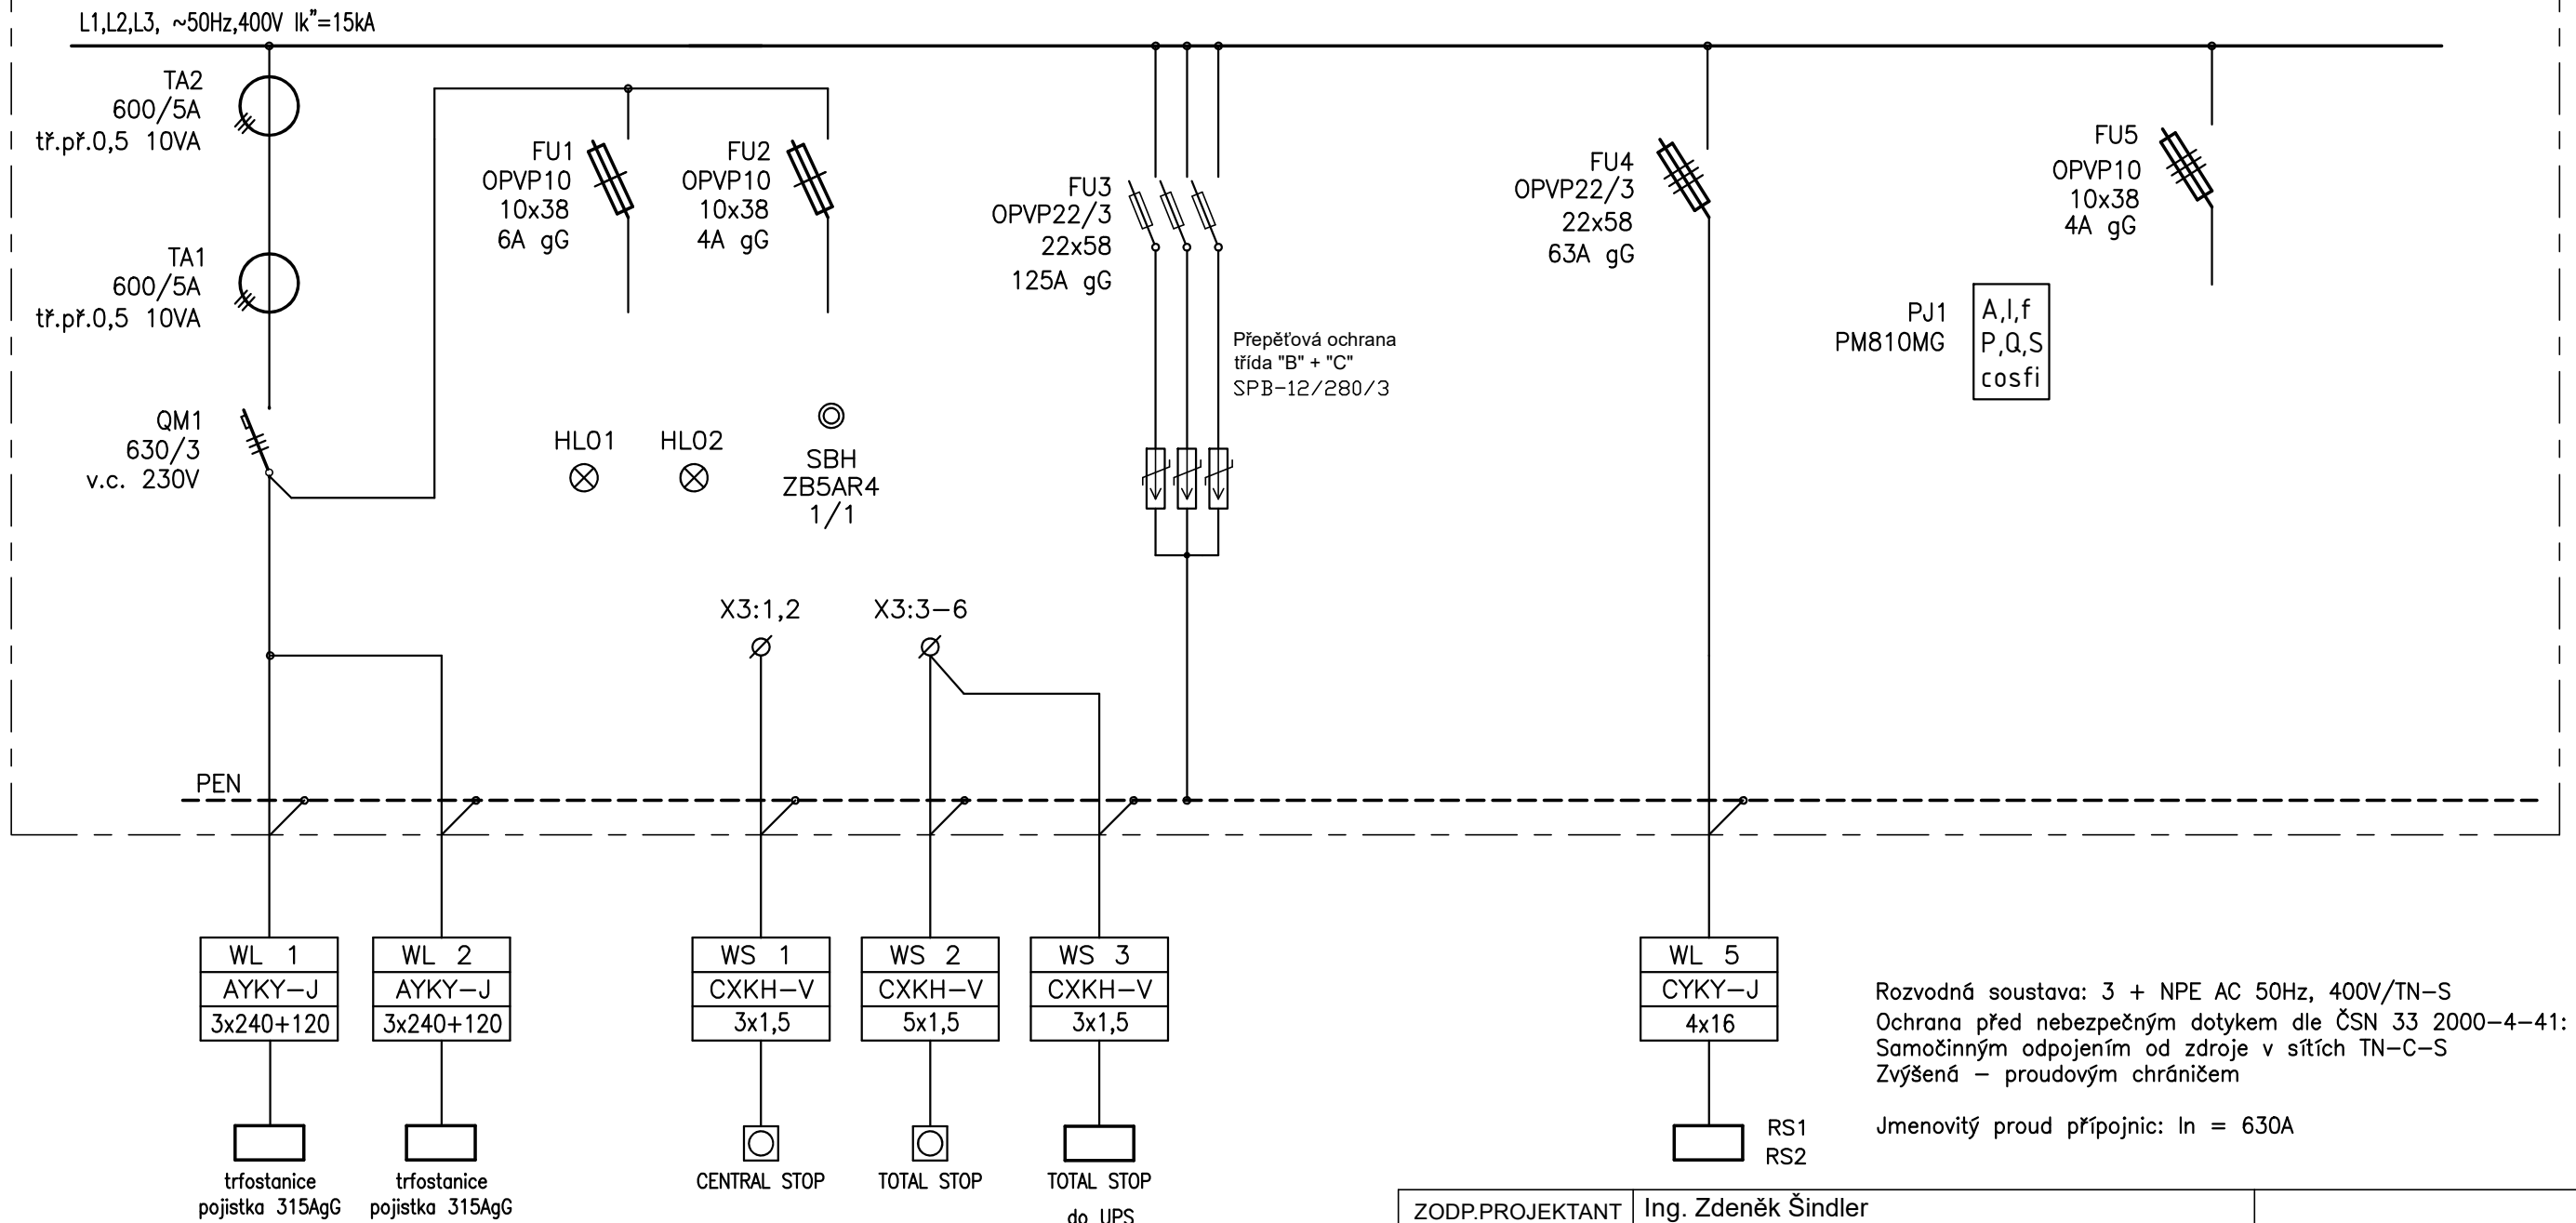 L1,L2,L3, ~50Hz,400V Ik"=15kA
TA2
600/5A
tř.př.0,5 10VA
TA1
600/5A
tř.př.0,5 10VA
QM1
630/3
v.c. 230V
FU1
OPVP10
10x38
6A gG
FU2
OPVP10
10x38
4A gG
HL01
HL02
SBH
ZB5AR4
1/1
FU3
OPVP22/3
22x58
125A gG
Přepěťová ochrana
třída "B" + "C"
SPB-12/280/3
FU4
OPVP22/3
22x58
63A gG
FU5
OPVP10
10x38
4A gG
PJ1
PM810MG
A,I,f
P,Q,S
cosfi
X3:1,2
X3:3-6
PEN
WL 1
AYKY-J
3x240+120
trfostanice
pojistka 315AgG
WL 2
AYKY-J
3x240+120
trfostanice
pojistka 315AgG
WS 1
CXKH-V
3x1,5
CENTRAL STOP
WS 2
CXKH-V
5x1,5
TOTAL STOP
WS 3
CXKH-V
3x1,5
TOTAL STOP
do UPS
WL 5
CYKY-J
4x16
RS1
RS2
Rozvodná soustava: 3 + NPE AC 50Hz, 400V/TN-S
Ochrana před nebezpečným dotykem dle ČSN 33 2000-4-41:
Samočinným odpojením od zdroje v sítích TN-C-S
Zvýšená - proudovým chráničem
Jmenovitý proud přípojnic: In = 630A
ZODP.PROJEKTANT
Ing. Zdeněk Šindler